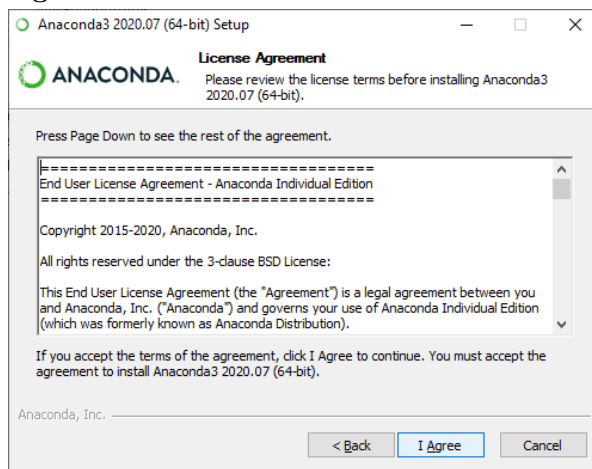 Anaconda3 2020.07 (64-bit) Setup
ANACONDA.
License Agreement
Please review the license terms before installing Anaconda3
2020.07 (64-bit).
Press Page Down to see the rest of the agreement.
===================================
End User License Agreement - Anaconda Individual Edition
===================================
Copyright 2015-2020, Anaconda, Inc.
All rights reserved under the 3-clause BSD License:
This End User License Agreement (the "Agreement") is a legal agreement between you
and Anaconda, Inc. ("Anaconda") and governs your use of Anaconda Individual Edition
(which was formerly known as Anaconda Distribution).
If you accept the terms of the agreement, click I Agree to continue. You must accept the
agreement to install Anaconda3 2020.07 (64-bit).
Anaconda, Inc.
< Back
I Agree
Cancel